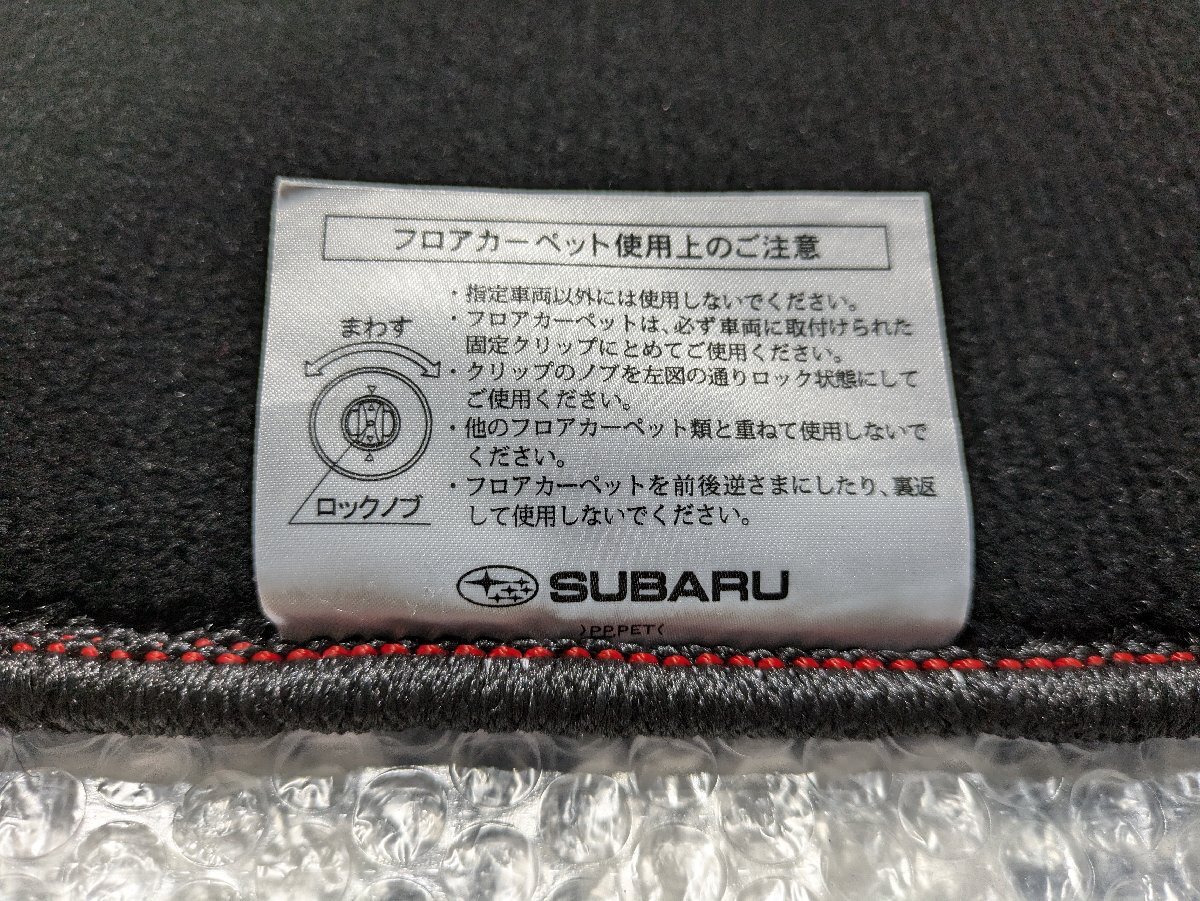 フロアカーペット使用上のご注意
まわす
ロックノブ
・指定車両以外には使用しないでください。
・フロアカーペットは、必ず車両に取付けられた
固定クリップにとめてご使用ください。
・クリップのノブを左図の通りロック状態にして
ご使用ください。
・他のフロアカーペット類と重ねて使用しないで
ください。
・フロアカーペットを前後逆さまにしたり、裏返
して使用しないでください。
SUBARU
>PP,PET<